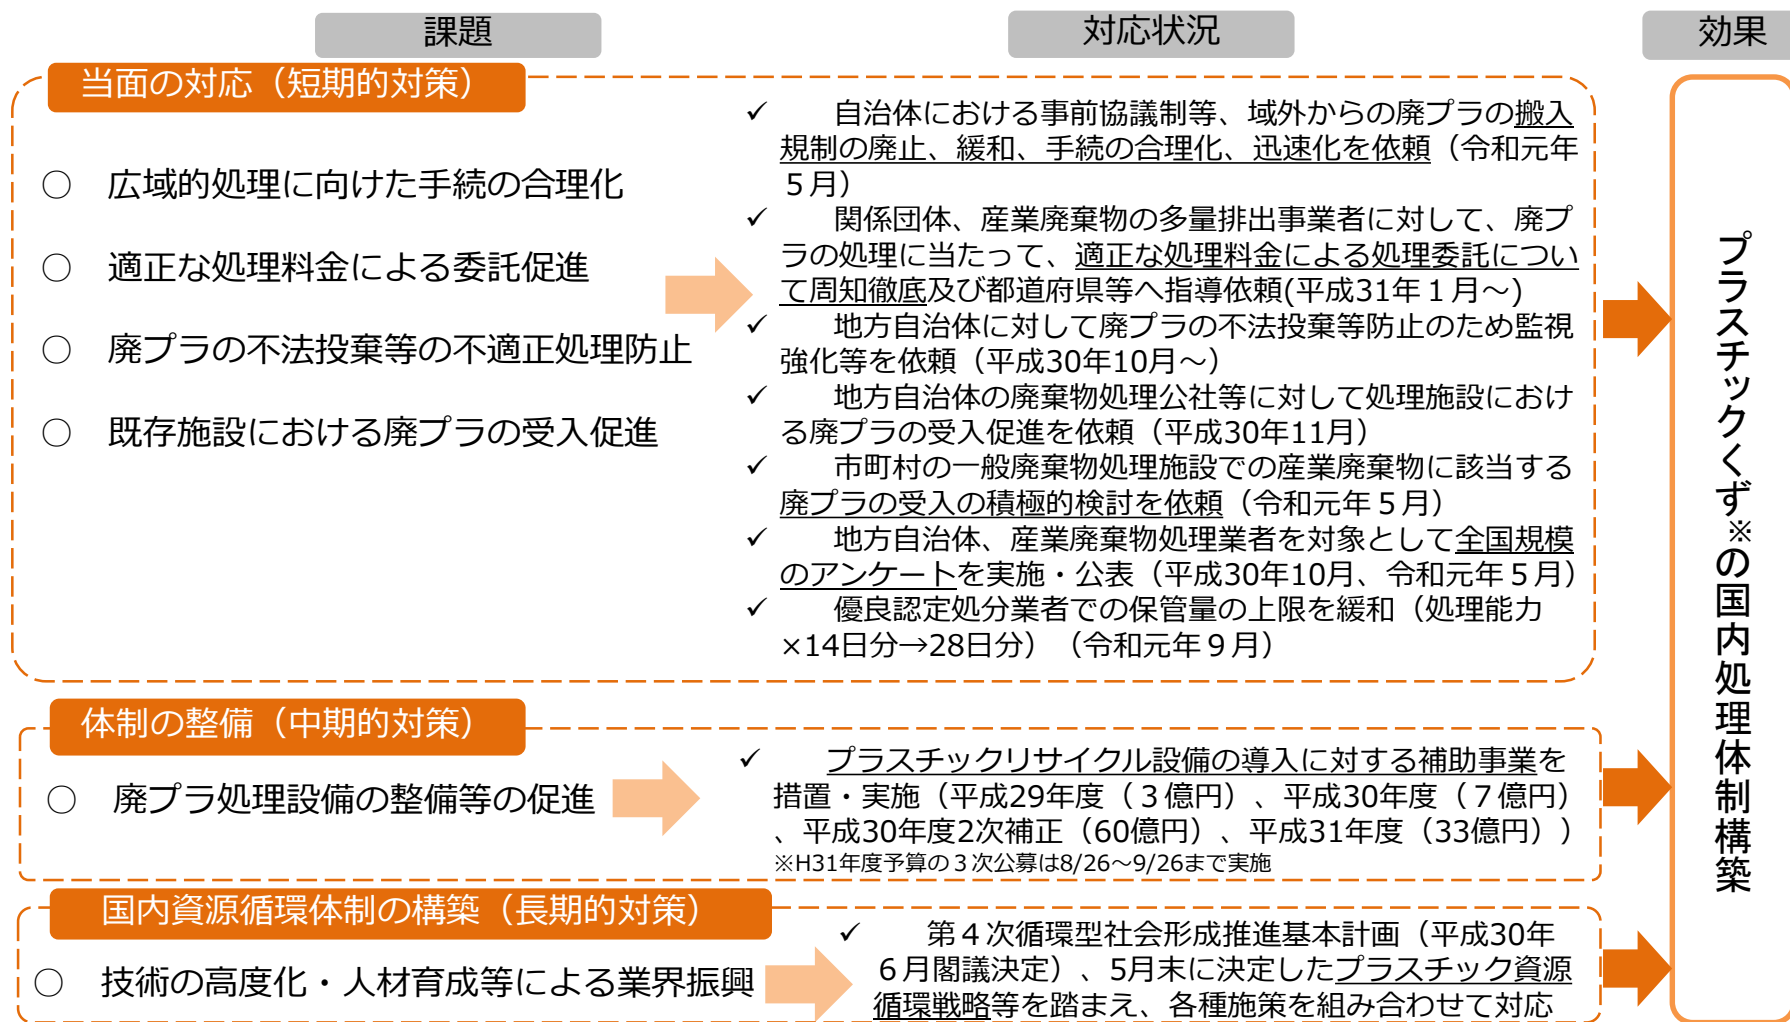 課題
対応状況
効果
当面の対応（短期的対策）
○　広域的処理に向けた手続の合理化
○　適正な処理料金による委託促進
○　廃プラの不法投棄等の不適正処理防止
○　既存施設における廃プラの受入促進
✓　自治体における事前協議制等、域外からの廃プラの搬入
規制の廃止、緩和、手続の合理化、迅速化を依頼（令和元年
５月）
✓　関係団体、産業廃棄物の多量排出事業者に対して、廃プ
ラの処理に当たって、適正な処理料金による処理委託につい
て周知徹底及び都道府県等へ指導依頼(平成31年１月～)
✓　地方自治体に対して廃プラの不法投棄等防止のため監視
強化等を依頼（平成30年10月～）
✓　地方自治体の廃棄物処理公社等に対して処理施設におけ
る廃プラの受入促進を依頼（平成30年11月）
✓　市町村の一般廃棄物処理施設での産業廃棄物に該当する
廃プラの受入の積極的検討を依頼（令和元年５月）
✓　地方自治体、産業廃棄物処理業者を対象として全国規模
のアンケートを実施・公表（平成30年10月、令和元年５月）
✓　優良認定処分業者での保管量の上限を緩和（処理能力
×14日分→28日分）（令和元年９月）
体制の整備（中期的対策）
○　廃プラ処理設備の整備等の促進
✓　プラスチックリサイクル設備の導入に対する補助事業を
措置・実施（平成29年度（３億円）、平成30年度（７億円）
、平成30年度2次補正（60億円）、平成31年度（33億円））
※H31年度予算の３次公募は8/26～9/26まで実施
国内資源循環体制の構築（長期的対策）
○　技術の高度化・人材育成等による業界振興
✓　第４次循環型社会形成推進基本計画（平成30年
６月閣議決定）、5月末に決定したプラスチック資源
循環戦略等を踏まえ、各種施策を組み合わせて対応
プラスチックくず※の国内処理体制構築